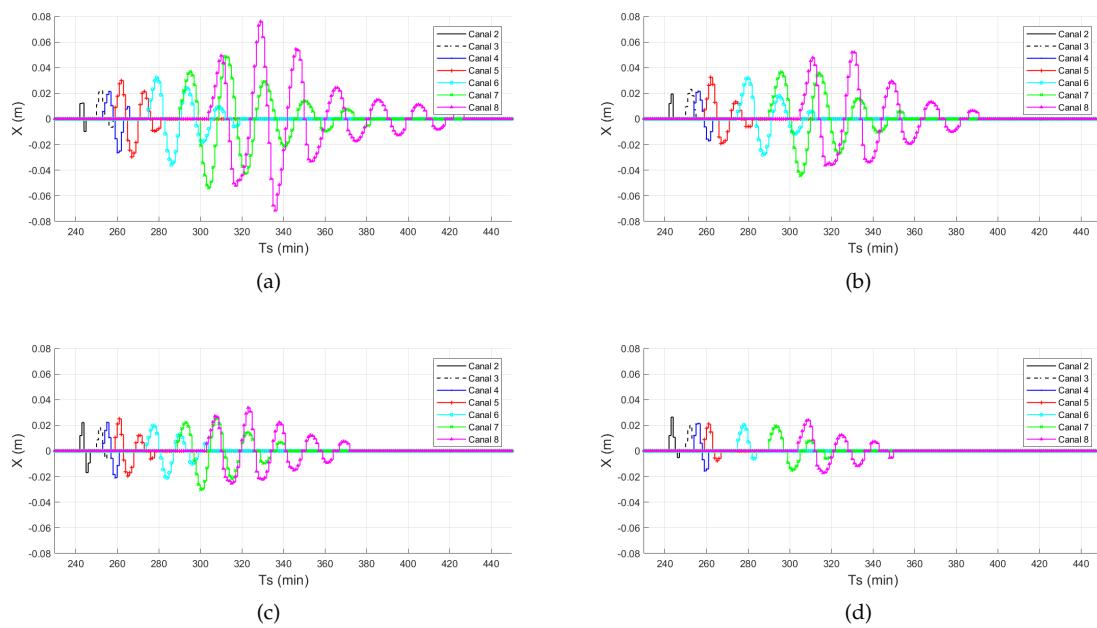 0.08
0.06
0.04
0.02
0
-0.02
-0.04
-0.06
-0.08
X (m)
240 260 280 300 320 340 360 380 400 420 440
Ts (min)
Canal 2
Canal 3
Canal 4
Canal 5
Canal 6
Canal 7
Canal 8
(a)
0.08
0.06
0.04
0.02
0
-0.02
-0.04
-0.06
-0.08
X (m)
240 260 280 300 320 340 360 380 400 420 440
Ts (min)
Canal 2
Canal 3
Canal 4
Canal 5
Canal 6
Canal 7
Canal 8
(b)
0.08
0.06
0.04
0.02
0
-0.02
-0.04
-0.06
-0.08
X (m)
240 260 280 300 320 340 360 380 400 420 440
Ts (min)
Canal 2
Canal 3
Canal 4
Canal 5
Canal 6
Canal 7
Canal 8
(c)
0.08
0.06
0.04
0.02
0
-0.02
-0.04
-0.06
-0.08
X (m)
240 260 280 300 320 340 360 380 400 420 440
Ts (min)
Canal 2
Canal 3
Canal 4
Canal 5
Canal 6
Canal 7
Canal 8
(d)